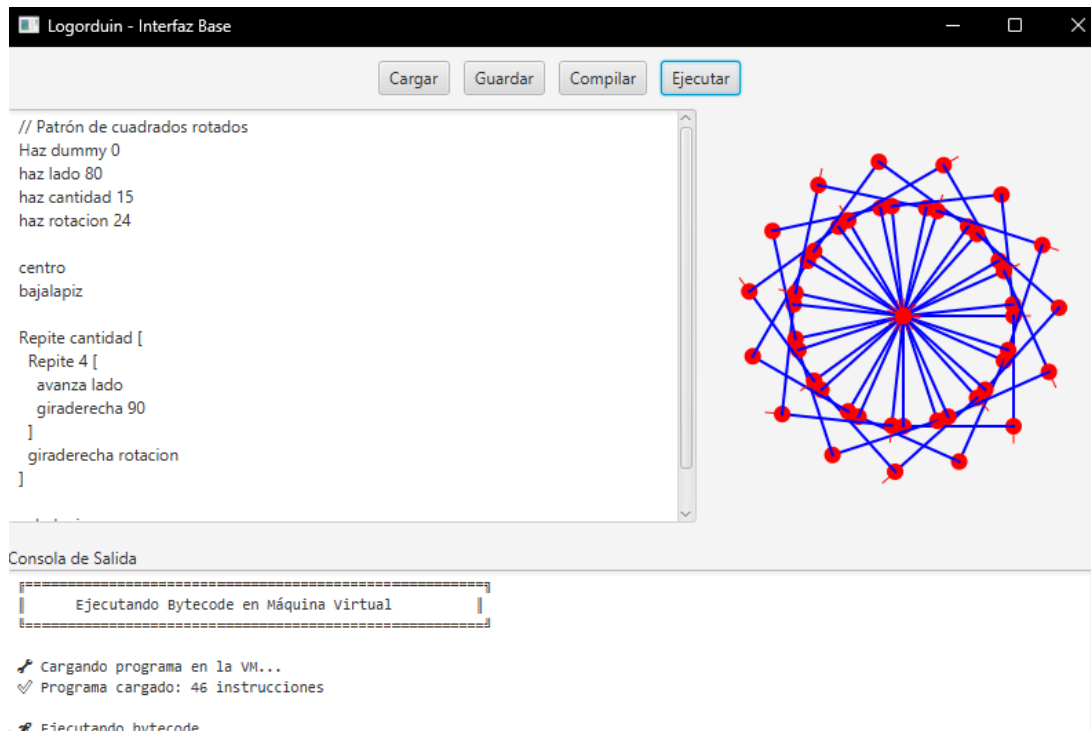 Logorduin - Interfaz Base
Cargar Guardar Compilar Ejecutar
// Patrón de cuadrados rotados
Haz dummy 0
haz lado 80
haz cantidad 15
haz rotacion 24
centro
bajalapiz
Repite cantidad [
Repite 4 [
avanza lado
giraderecha 90
]
giraderecha rotacion
]
Consola de Salida
Ejecutando Bytecode en Máquina Virtual
Cargando programa en la VM...
Programa cargado: 46 instrucciones
Ejecutando bytecode